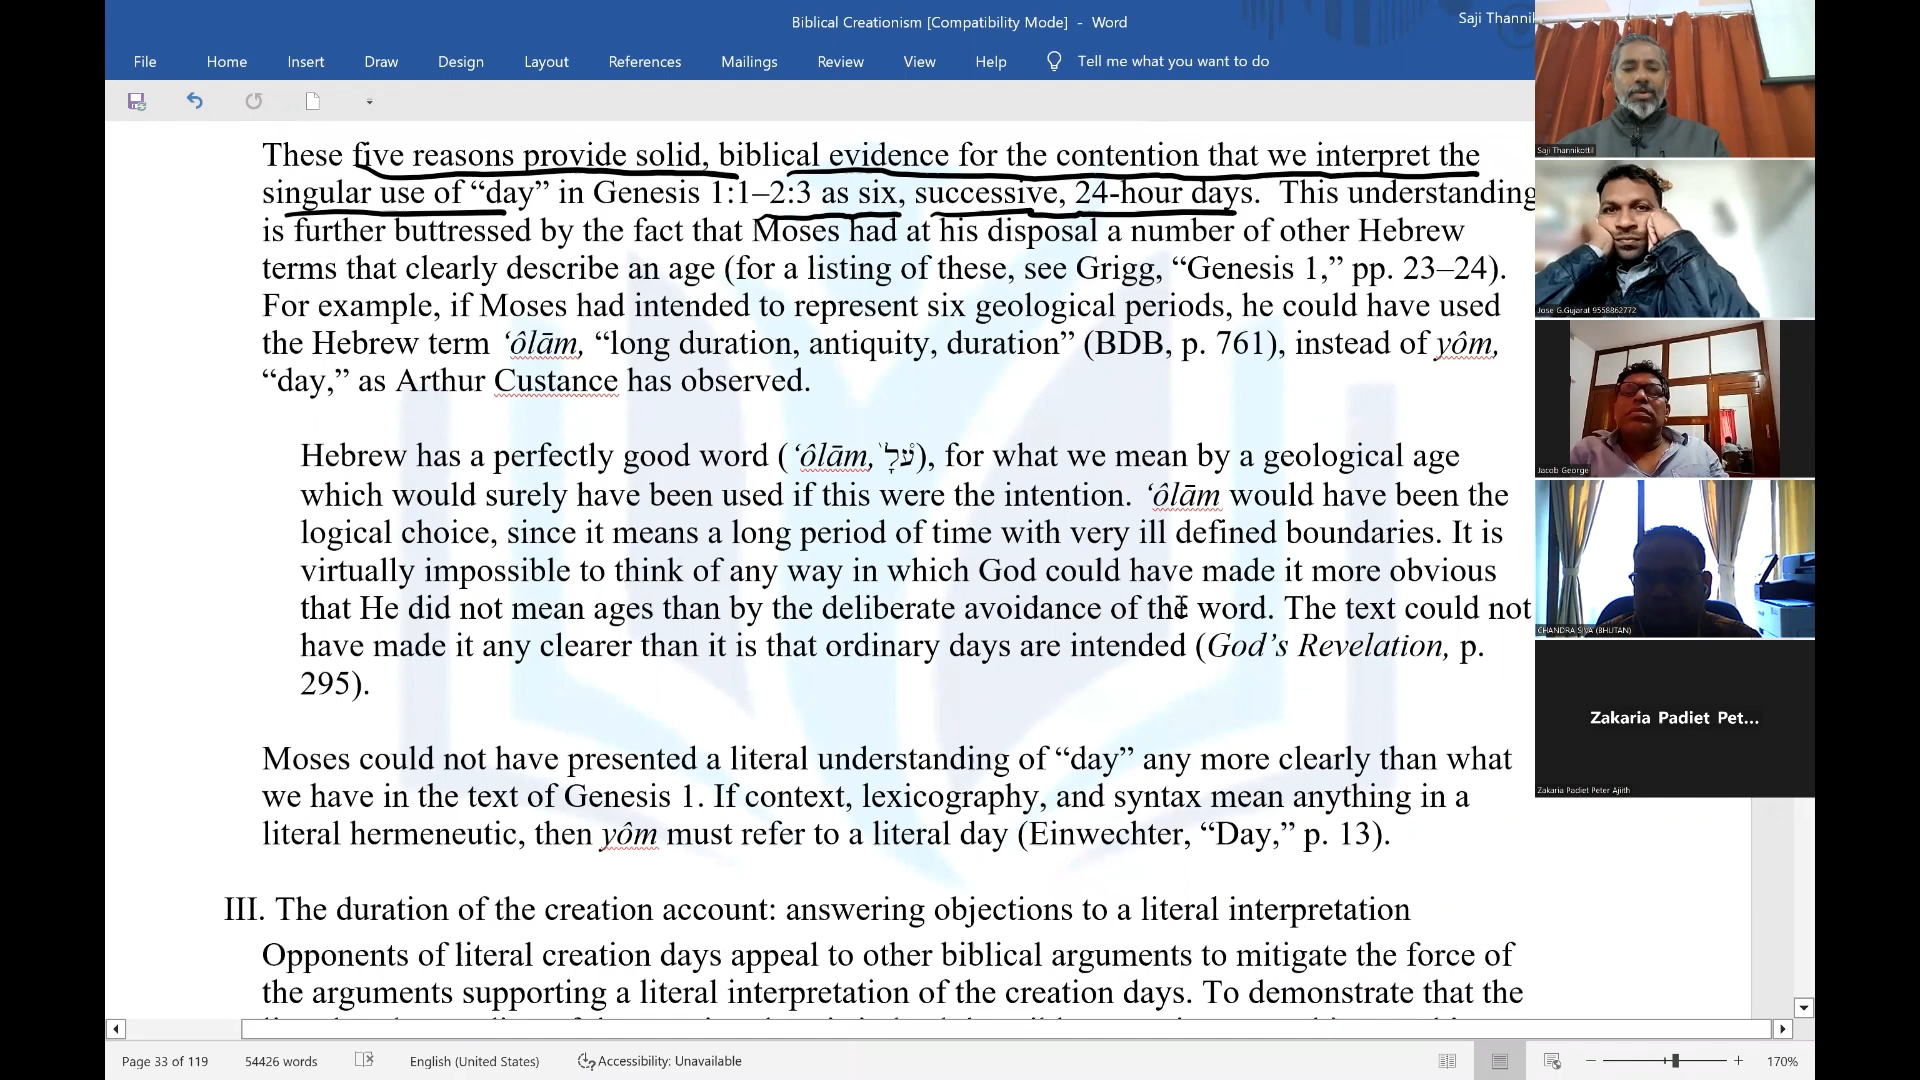 Biblical Creationism [Compatibility Mode] - Word
Saji Thannik
File Home Insert Draw Design Layout References Mailings Review View Help Tell me what you want to do
These five reasons provide solid, biblical evidence for the contention that we interpret the
singular use of “day” in Genesis 1:1–2:3 as six, successive, 24-hour days. This understanding
is further buttressed by the fact that Moses had at his disposal a number of other Hebrew
terms that clearly describe an age (for a listing of these, see Grigg, “Genesis 1,” pp. 23–24).
For example, if Moses had intended to represent six geological periods, he could have used
the Hebrew term ‘ôlām, “long duration, antiquity, duration” (BDB, p. 761), instead of yôm,
“day,” as Arthur Custance has observed.
Hebrew has a perfectly good word (‘ôlām, ), for what we mean by a geological age
which would surely have been used if this were the intention. ‘ôlām would have been the
logical choice, since it means a long period of time with very ill defined boundaries. It is
virtually impossible to think of any way in which God could have made it more obvious
that He did not mean ages than by the deliberate avoidance of the word. The text could not
have made it any clearer than it is that ordinary days are intended (God’s Revelation, p.
295).
Moses could not have presented a literal understanding of “day” any more clearly than what
we have in the text of Genesis 1. If context, lexicography, and syntax mean anything in a
literal hermeneutic, then yôm must refer to a literal day (Einwechter, “Day,” p. 13).
III. The duration of the creation account: answering objections to a literal interpretation
Opponents of literal creation days appeal to other biblical arguments to mitigate the force of
the arguments supporting a literal interpretation of the creation days. To demonstrate that the
Page 33 of 119 54426 words English (United States) Accessibility: Unavailable 170%
Saji Thannikottil
Jose G.Gujarat 9558862772
Jacob George
CHANDRA SIVA (BHUTAN)
Zakaria Padiet Pet...
Zakaria Padiet Peter Ajiith